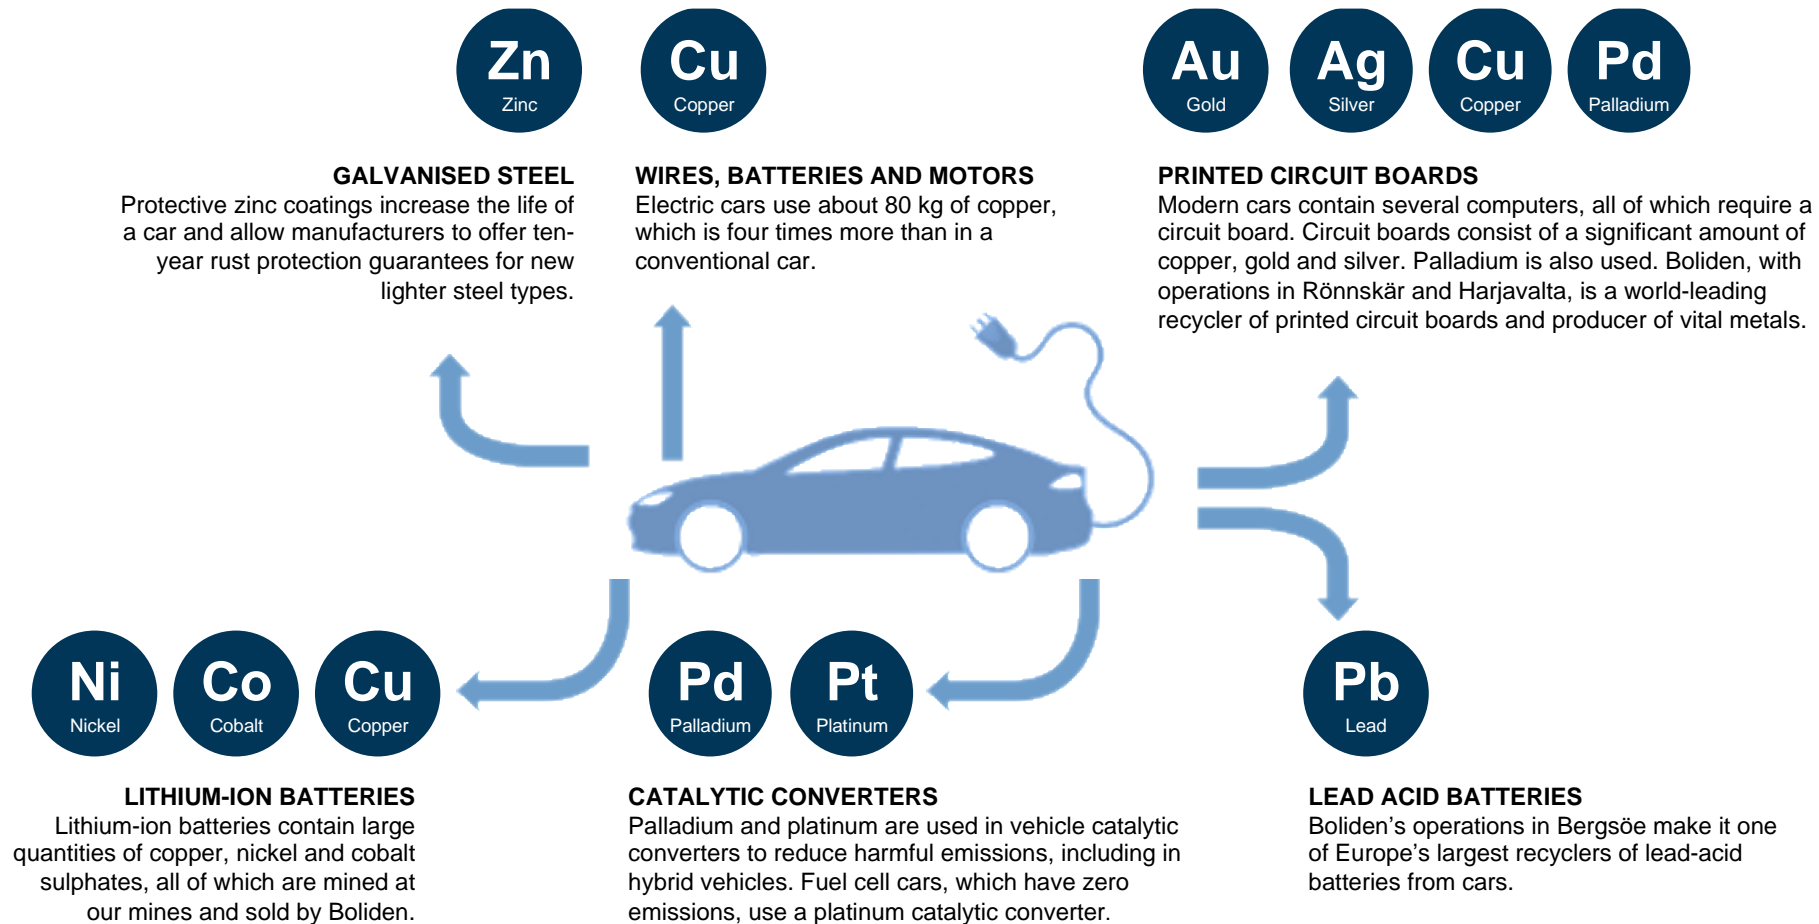 Zn
Zinc
GALVANISED STEEL
Protective zinc coatings increase the life of
a car and allow manufacturers to offer ten-
year rust protection guarantees for new
lighter steel types.
Cu
Copper
WIRES, BATTERIES AND MOTORS
Electric cars use about 80 kg of copper,
which is four times more than in a
conventional car.
Au
Gold
Ag
Silver
Cu
Copper
Pd
Palladium
PRINTED CIRCUIT BOARDS
Modern cars contain several computers, all of which require a
circuit board. Circuit boards consist of a significant amount of
copper, gold and silver. Palladium is also used. Boliden, with
operations in Rönnskär and Harjavalta, is a world-leading
recycler of printed circuit boards and producer of vital metals.
Ni
Nickel
Co
Cobalt
Cu
Copper
LITHIUM-ION BATTERIES
Lithium-ion batteries contain large
quantities of copper, nickel and cobalt
sulphates, all of which are mined at
our mines and sold by Boliden.
Pd
Palladium
Pt
Platinum
CATALYTIC CONVERTERS
Palladium and platinum are used in vehicle catalytic
converters to reduce harmful emissions, including in
hybrid vehicles. Fuel cell cars, which have zero
emissions, use a platinum catalytic converter.
Pb
Lead
LEAD ACID BATTERIES
Boliden's operations in Bergsöe make it one
of Europe's largest recyclers of lead-acid
batteries from cars.